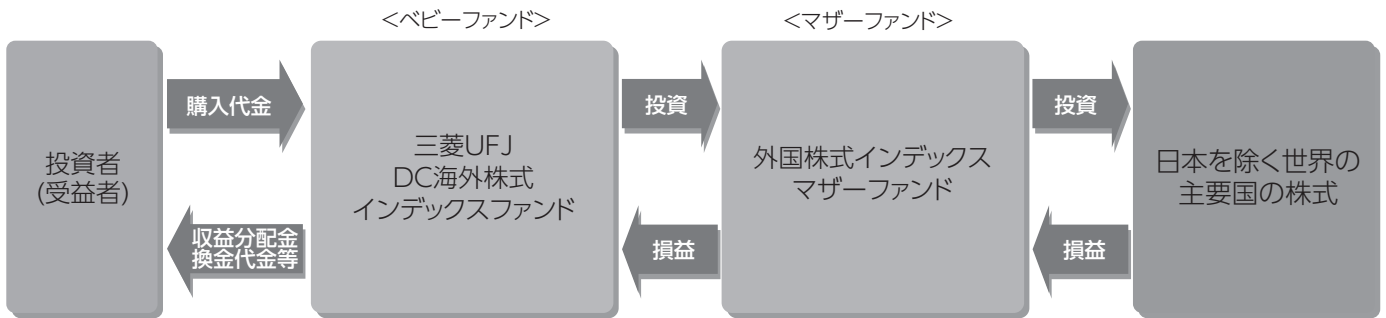 <ベビーファンド>
<マザーファンド>
投資者
(受益者)
購入代金
収益分配金
換金代金等
三菱UFJ
DC海外株式
インデックスファンド
投資
損益
外国株式インデックス
マザーファンド
投資
損益
日本を除く世界の
主要国の株式